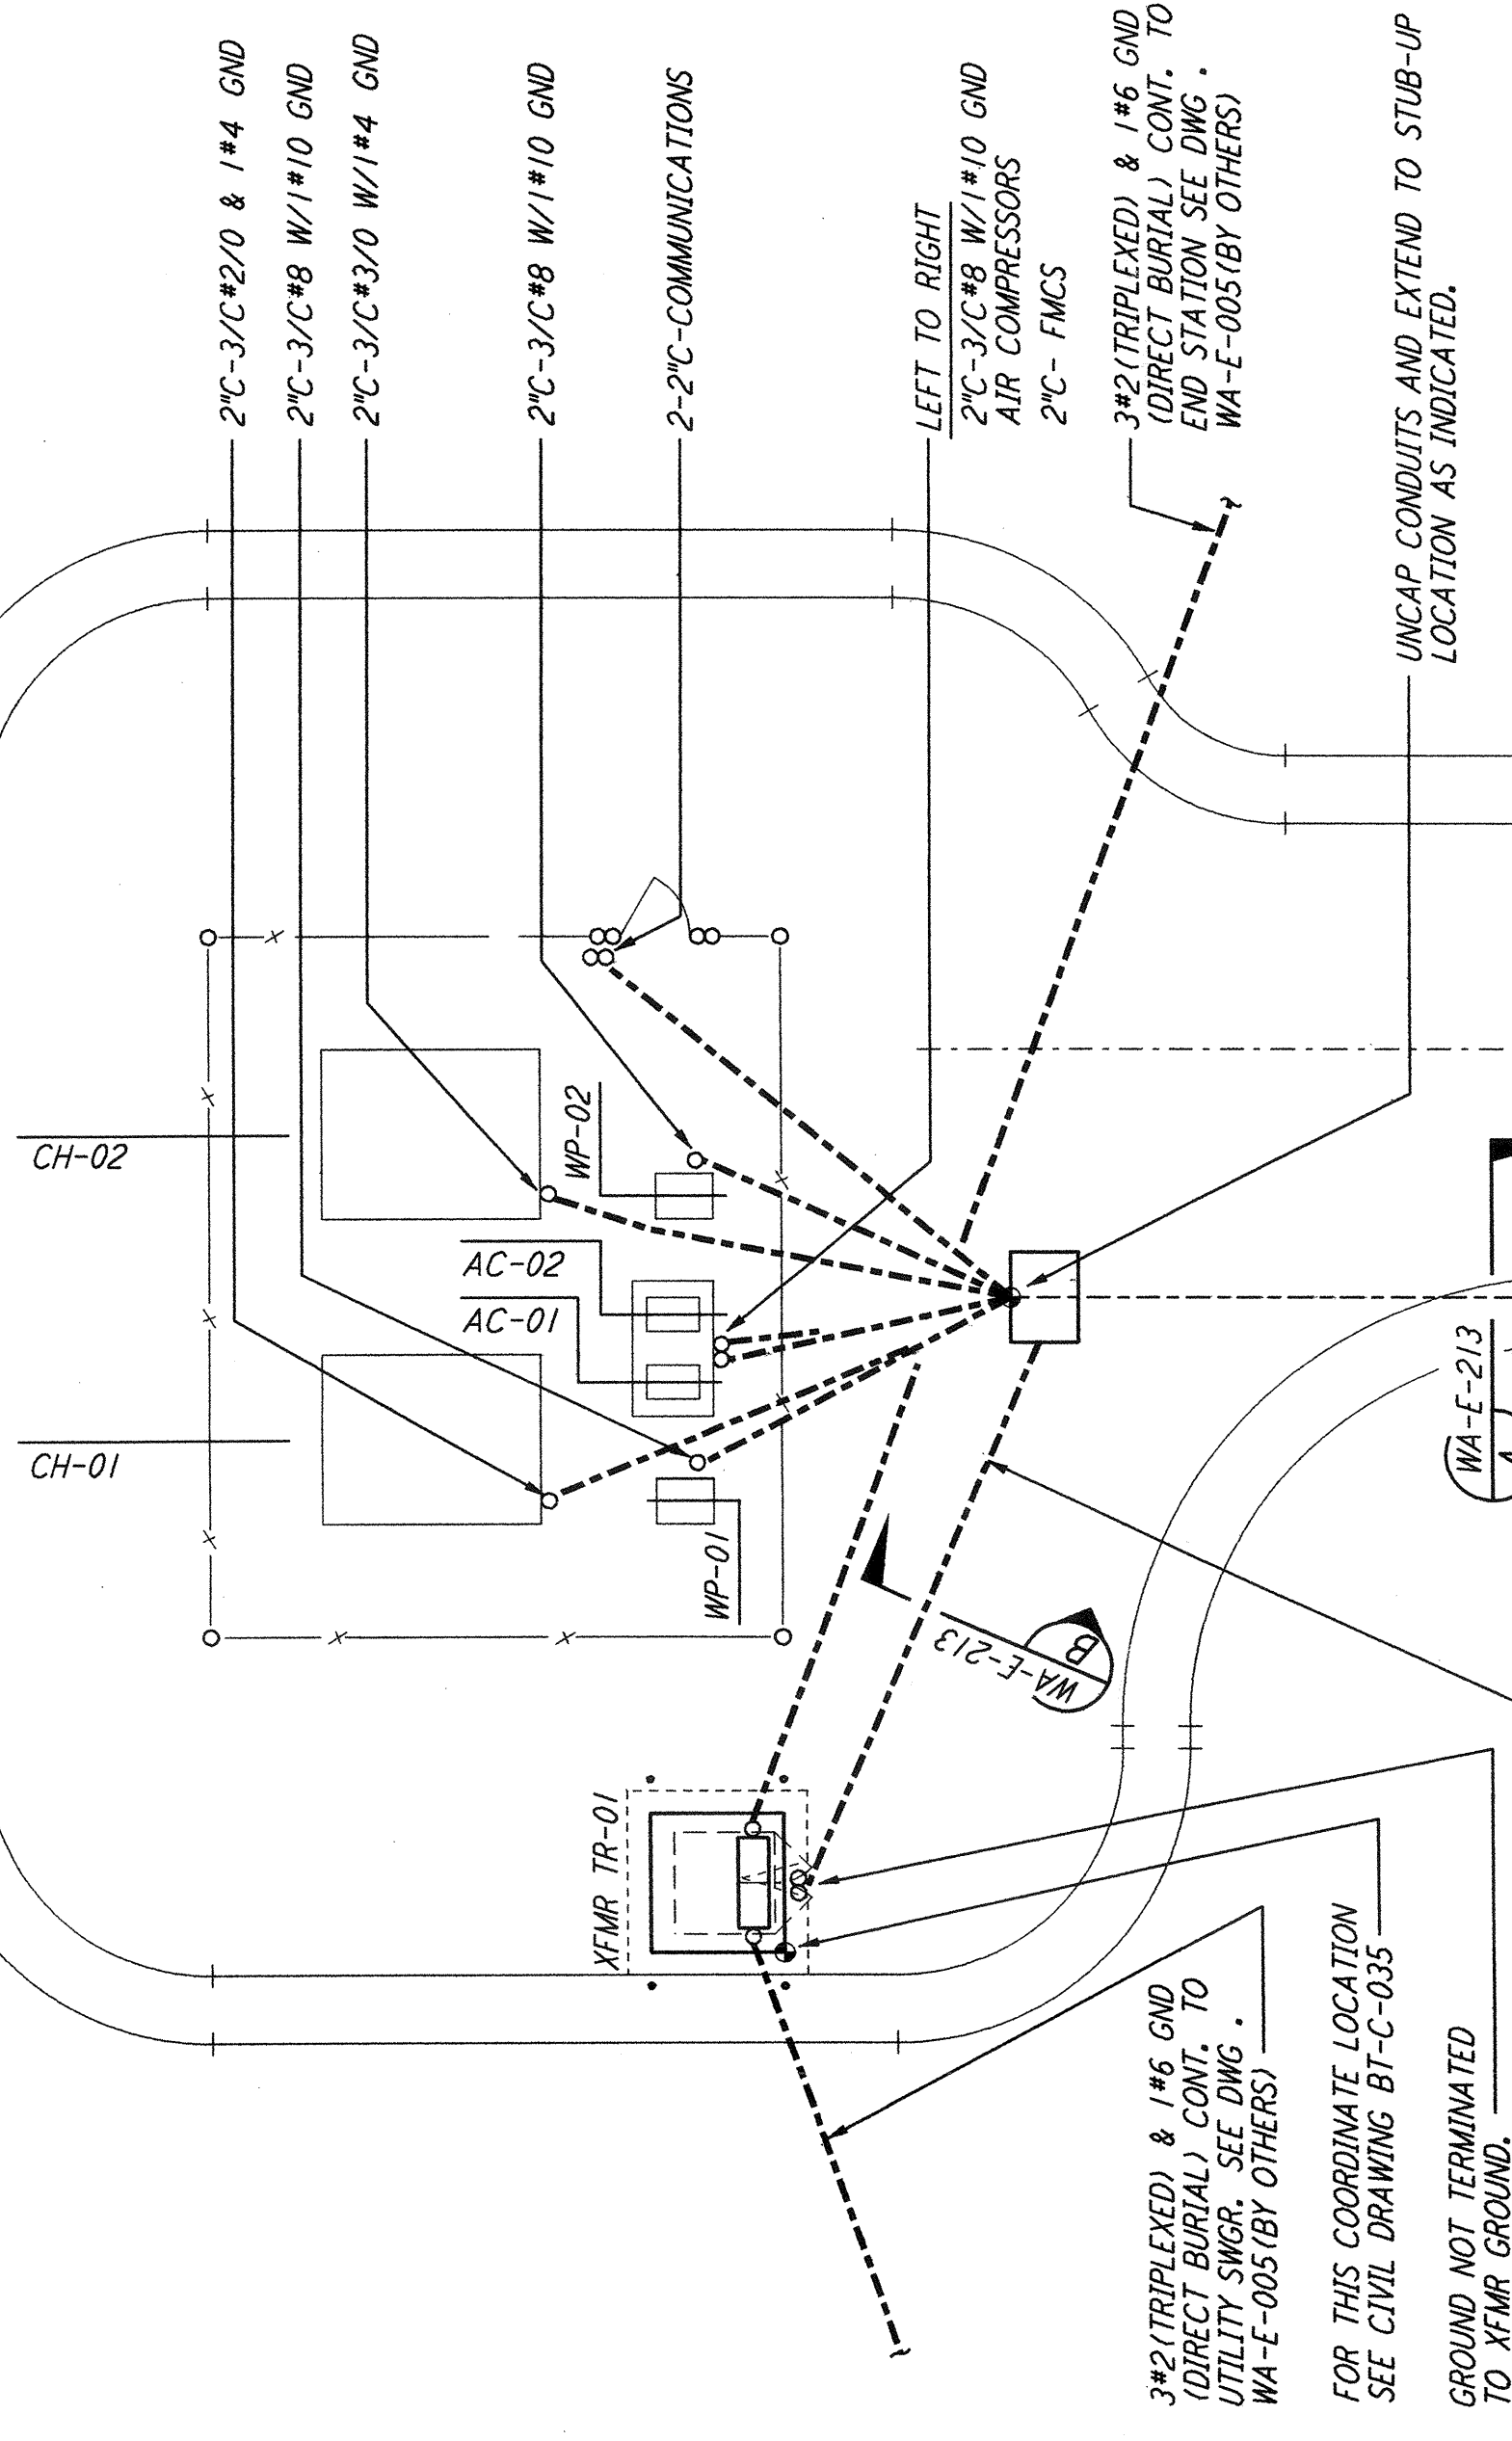 2"C-3/C#2/0 & 1#4 GND
2"C-3/C#8 W/1#10 GND
2"C-3/C#3/0 W/1#4 GND
2"C-3/C#8 W/1#10 GND
2-2"C-COMMUNICATIONS
LEFT TO RIGHT
2"C-3/C#8 W/1#10 GND
AIR COMPRESSORS
2"C- FMCS
3#2(TRIPLEXED) & 1#6 GND
(DIRECT BURIAL) CONT. TO
END STATION SEE DWG .
WA-E-005(BY OTHERS)
UNCAP CONDUITS AND EXTEND TO STUB-UP
LOCATION AS INDICATED.
CH-02
CH-01
WP-02
AC-02
AC-01
WP-01
WA-E-213
A
WA-E-213
B
XFMR TR-01
3#2(TRIPLEXED) & 1#6 GND
(DIRECT BURIAL) CONT. TO
UTILITY SWGR. SEE DWG .
WA-E-005(BY OTHERS)
FOR THIS COORDINATE LOCATION
SEE CIVIL DRAWING BT-C-035
GROUND NOT TERMINATED
TO XFMR GROUND.